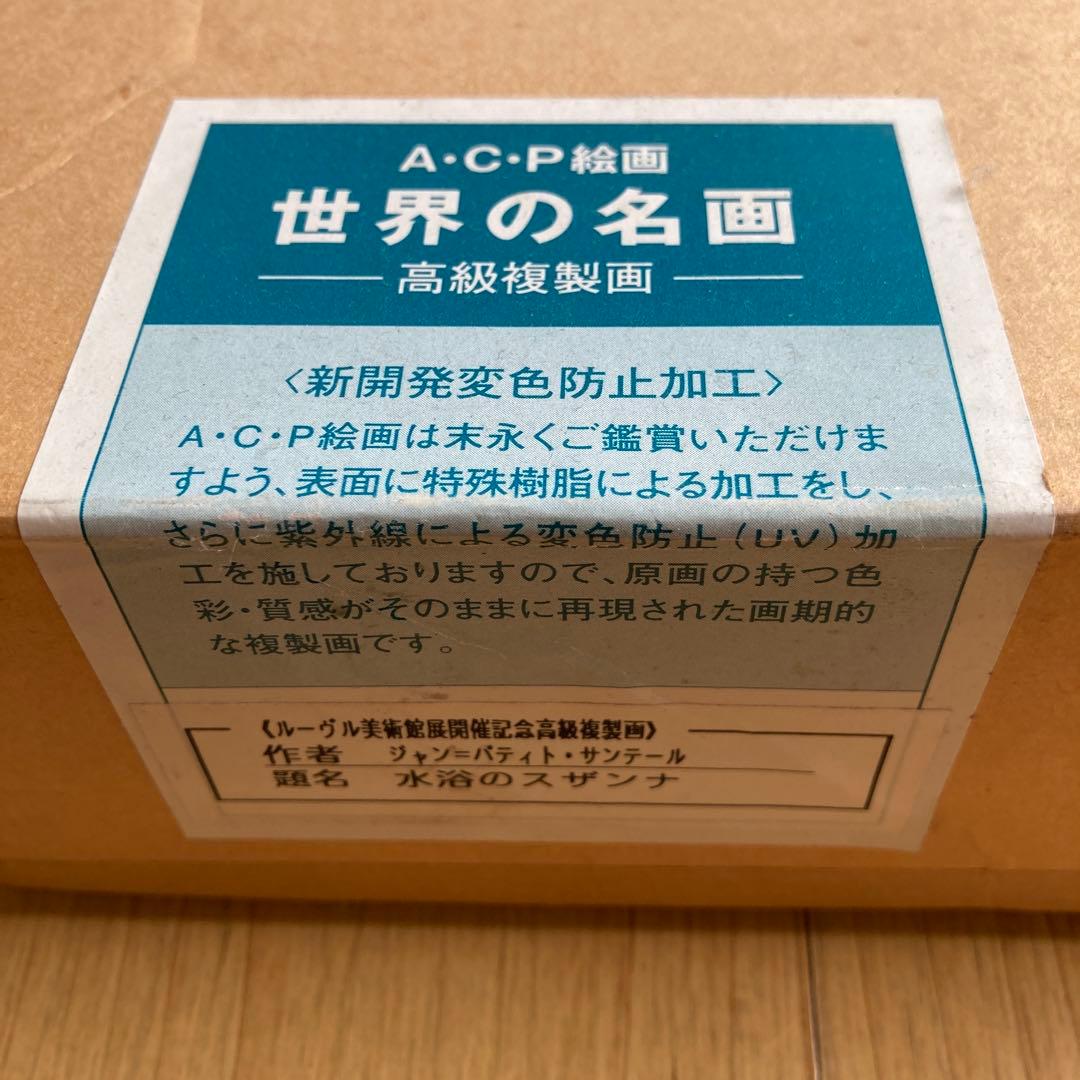 A・C・P絵画
世界の名画
高級複製画
〈新開発変色防止加工〉
A・C・P絵画は末永くご鑑賞いただけま
すよう、表面に特殊樹脂による加工をし、
さらに紫外線による変色防止(UV)加
工を施しておりますので、原画の持つ色
彩・質感がそのままに再現された画期的
な複製画です。
《ルーヴル美術館展開催記念高級複製画》
作者 ジャン=バティト・サンテール
題名 水浴のスザンナ